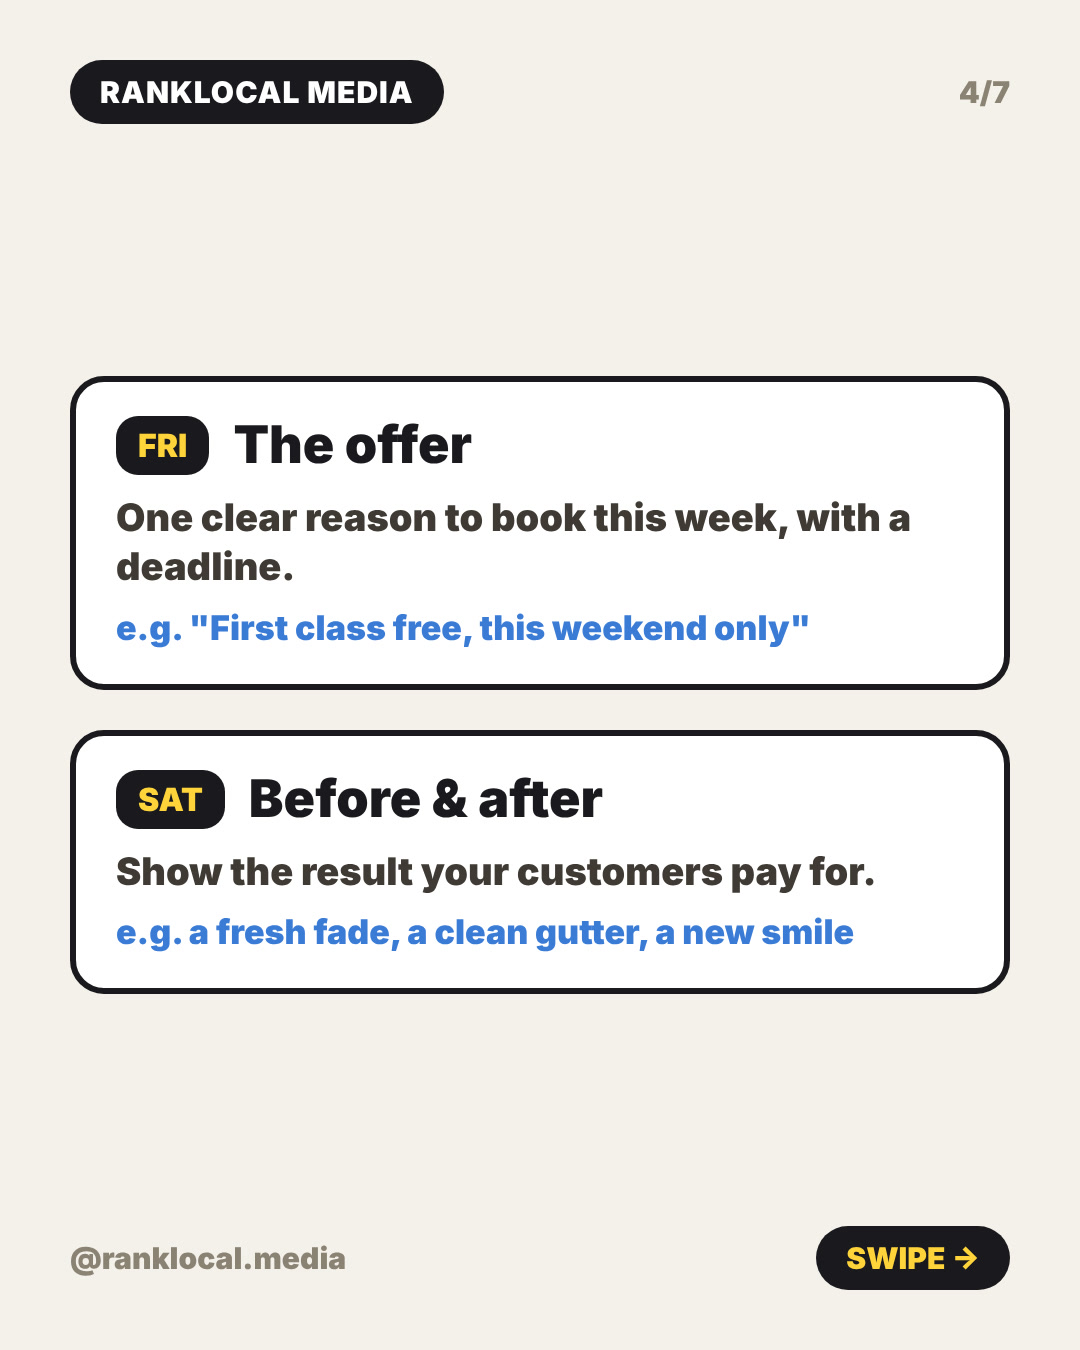 RANKLOCAL MEDIA
4/7
FRI The offer
One clear reason to book this week, with a
deadline.
e.g. "First class free, this weekend only"
SAT Before & after
Show the result your customers pay for.
e.g. a fresh fade, a clean gutter, a new smile
@ranklocal.media
SWIPE →